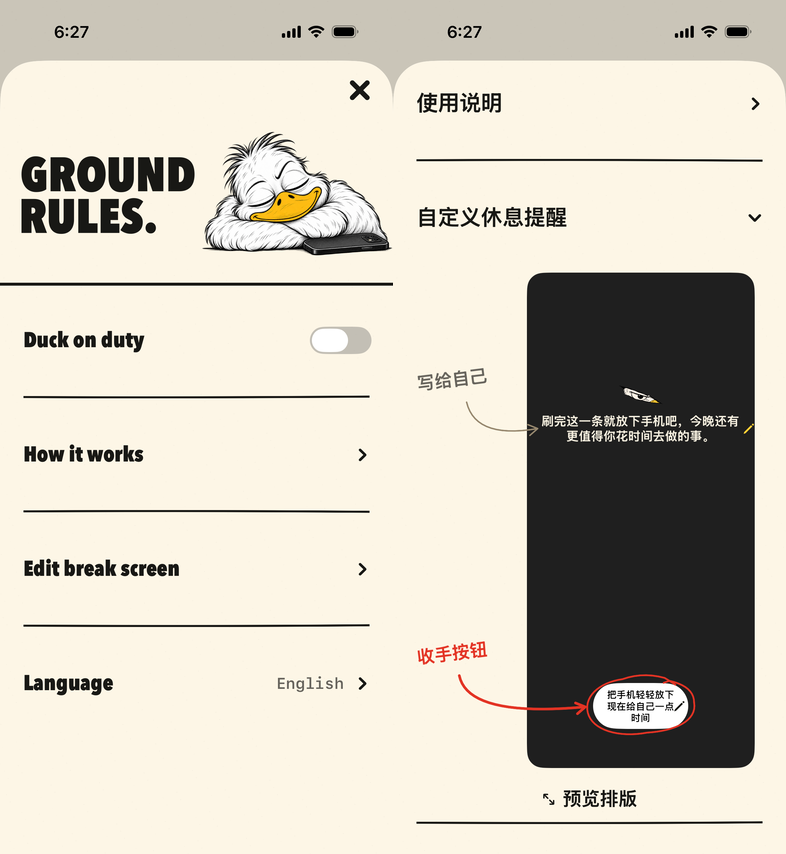 6:27
GROUND
RULES.
Duck on duty
How it works
Edit break screen
Language
English
6:27
使用说明
自定义休息提醒
写给自己
刷完这一条就放下手机吧，今晚还有
更值得你花时间去做的事。
收手按钮
把手机轻轻放下
现在给自己一点
时间
预览排版